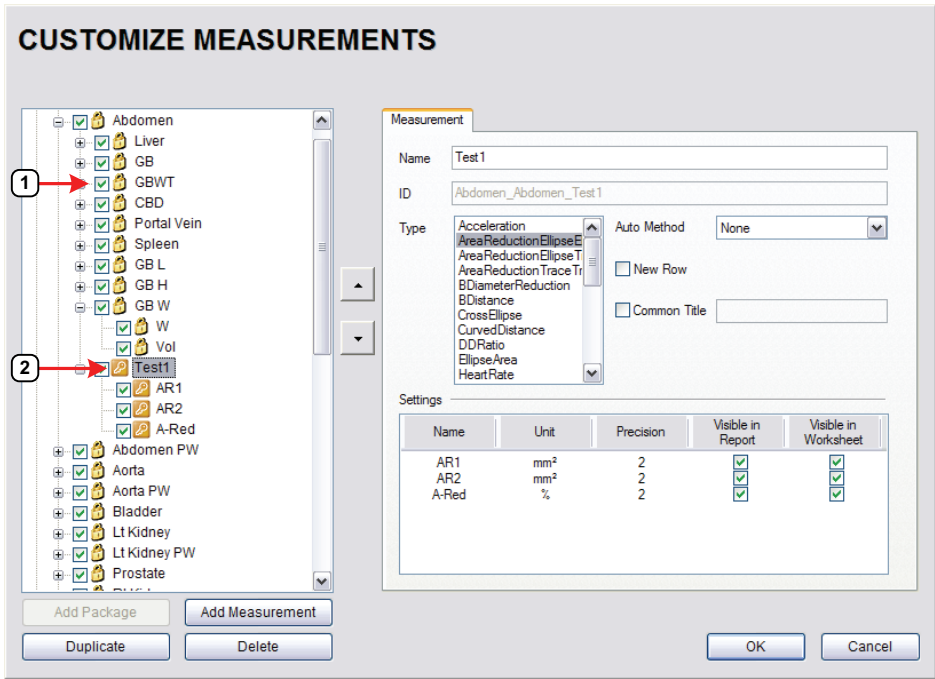 CUSTOMIZE MEASUREMENTS
Abdomen
Liver
GB
1
GBWT
CBD
Portal Vein
Spleen
GB L
GB H
GB W
W
Vol
2
Test1
AR1
AR2
A-Red
Abdomen PW
Aorta
Aorta PW
Bladder
Lt Kidney
Lt Kidney PW
Prostate
Add Package
Add Measurement
Duplicate
Delete
Measurement
Name Test1
ID Abdomen_Abdomen_Test1
Type
Acceleration
AreaReductionEllipseE
AreaReductionEllipseT
AreaReductionTraceTr
BDiameterReduction
BDistance
CrossEllipse
CurvedDistance
DDRatio
EllipseArea
HeartRate
Auto Method None
New Row
Common Title
Settings
Name Unit Precision Visible in Report Visible in Worksheet
AR1 mm² 2
AR2 mm² 2
A-Red % 2
OK Cancel